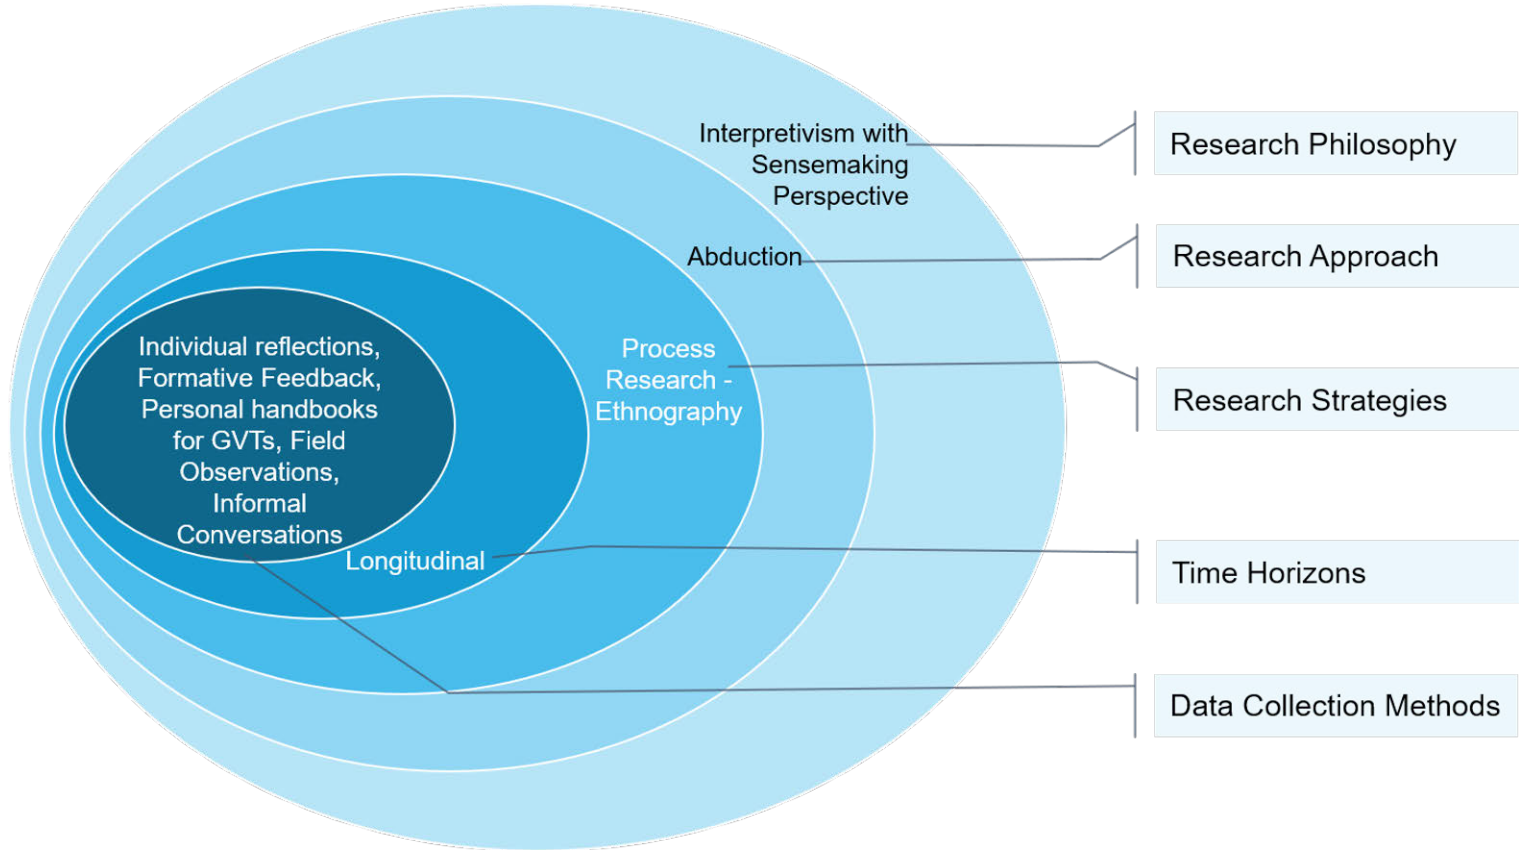 Interpretivism with
Sensemaking
Perspective
Research Philosophy
Abduction
Research Approach
Process
Research -
Ethnography
Research Strategies
Individual reflections,
Formative Feedback,
Personal handbooks
for GVTs, Field
Observations,
Informal
Conversations
Longitudinal
Time Horizons
Data Collection Methods